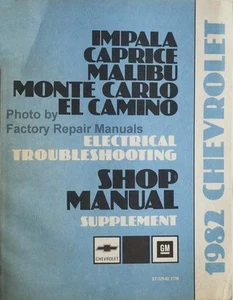 IMPALA
CAPRICE
MALIBU
MONTE CARLO
EL CAMINO
Photo by
Factory Repair Manuals
ELECTRICAL
TROUBLESHOOTING
SHOP
MANUAL
SUPPLEMENT
CHEVROLET
GM
1982 CHEVROLET